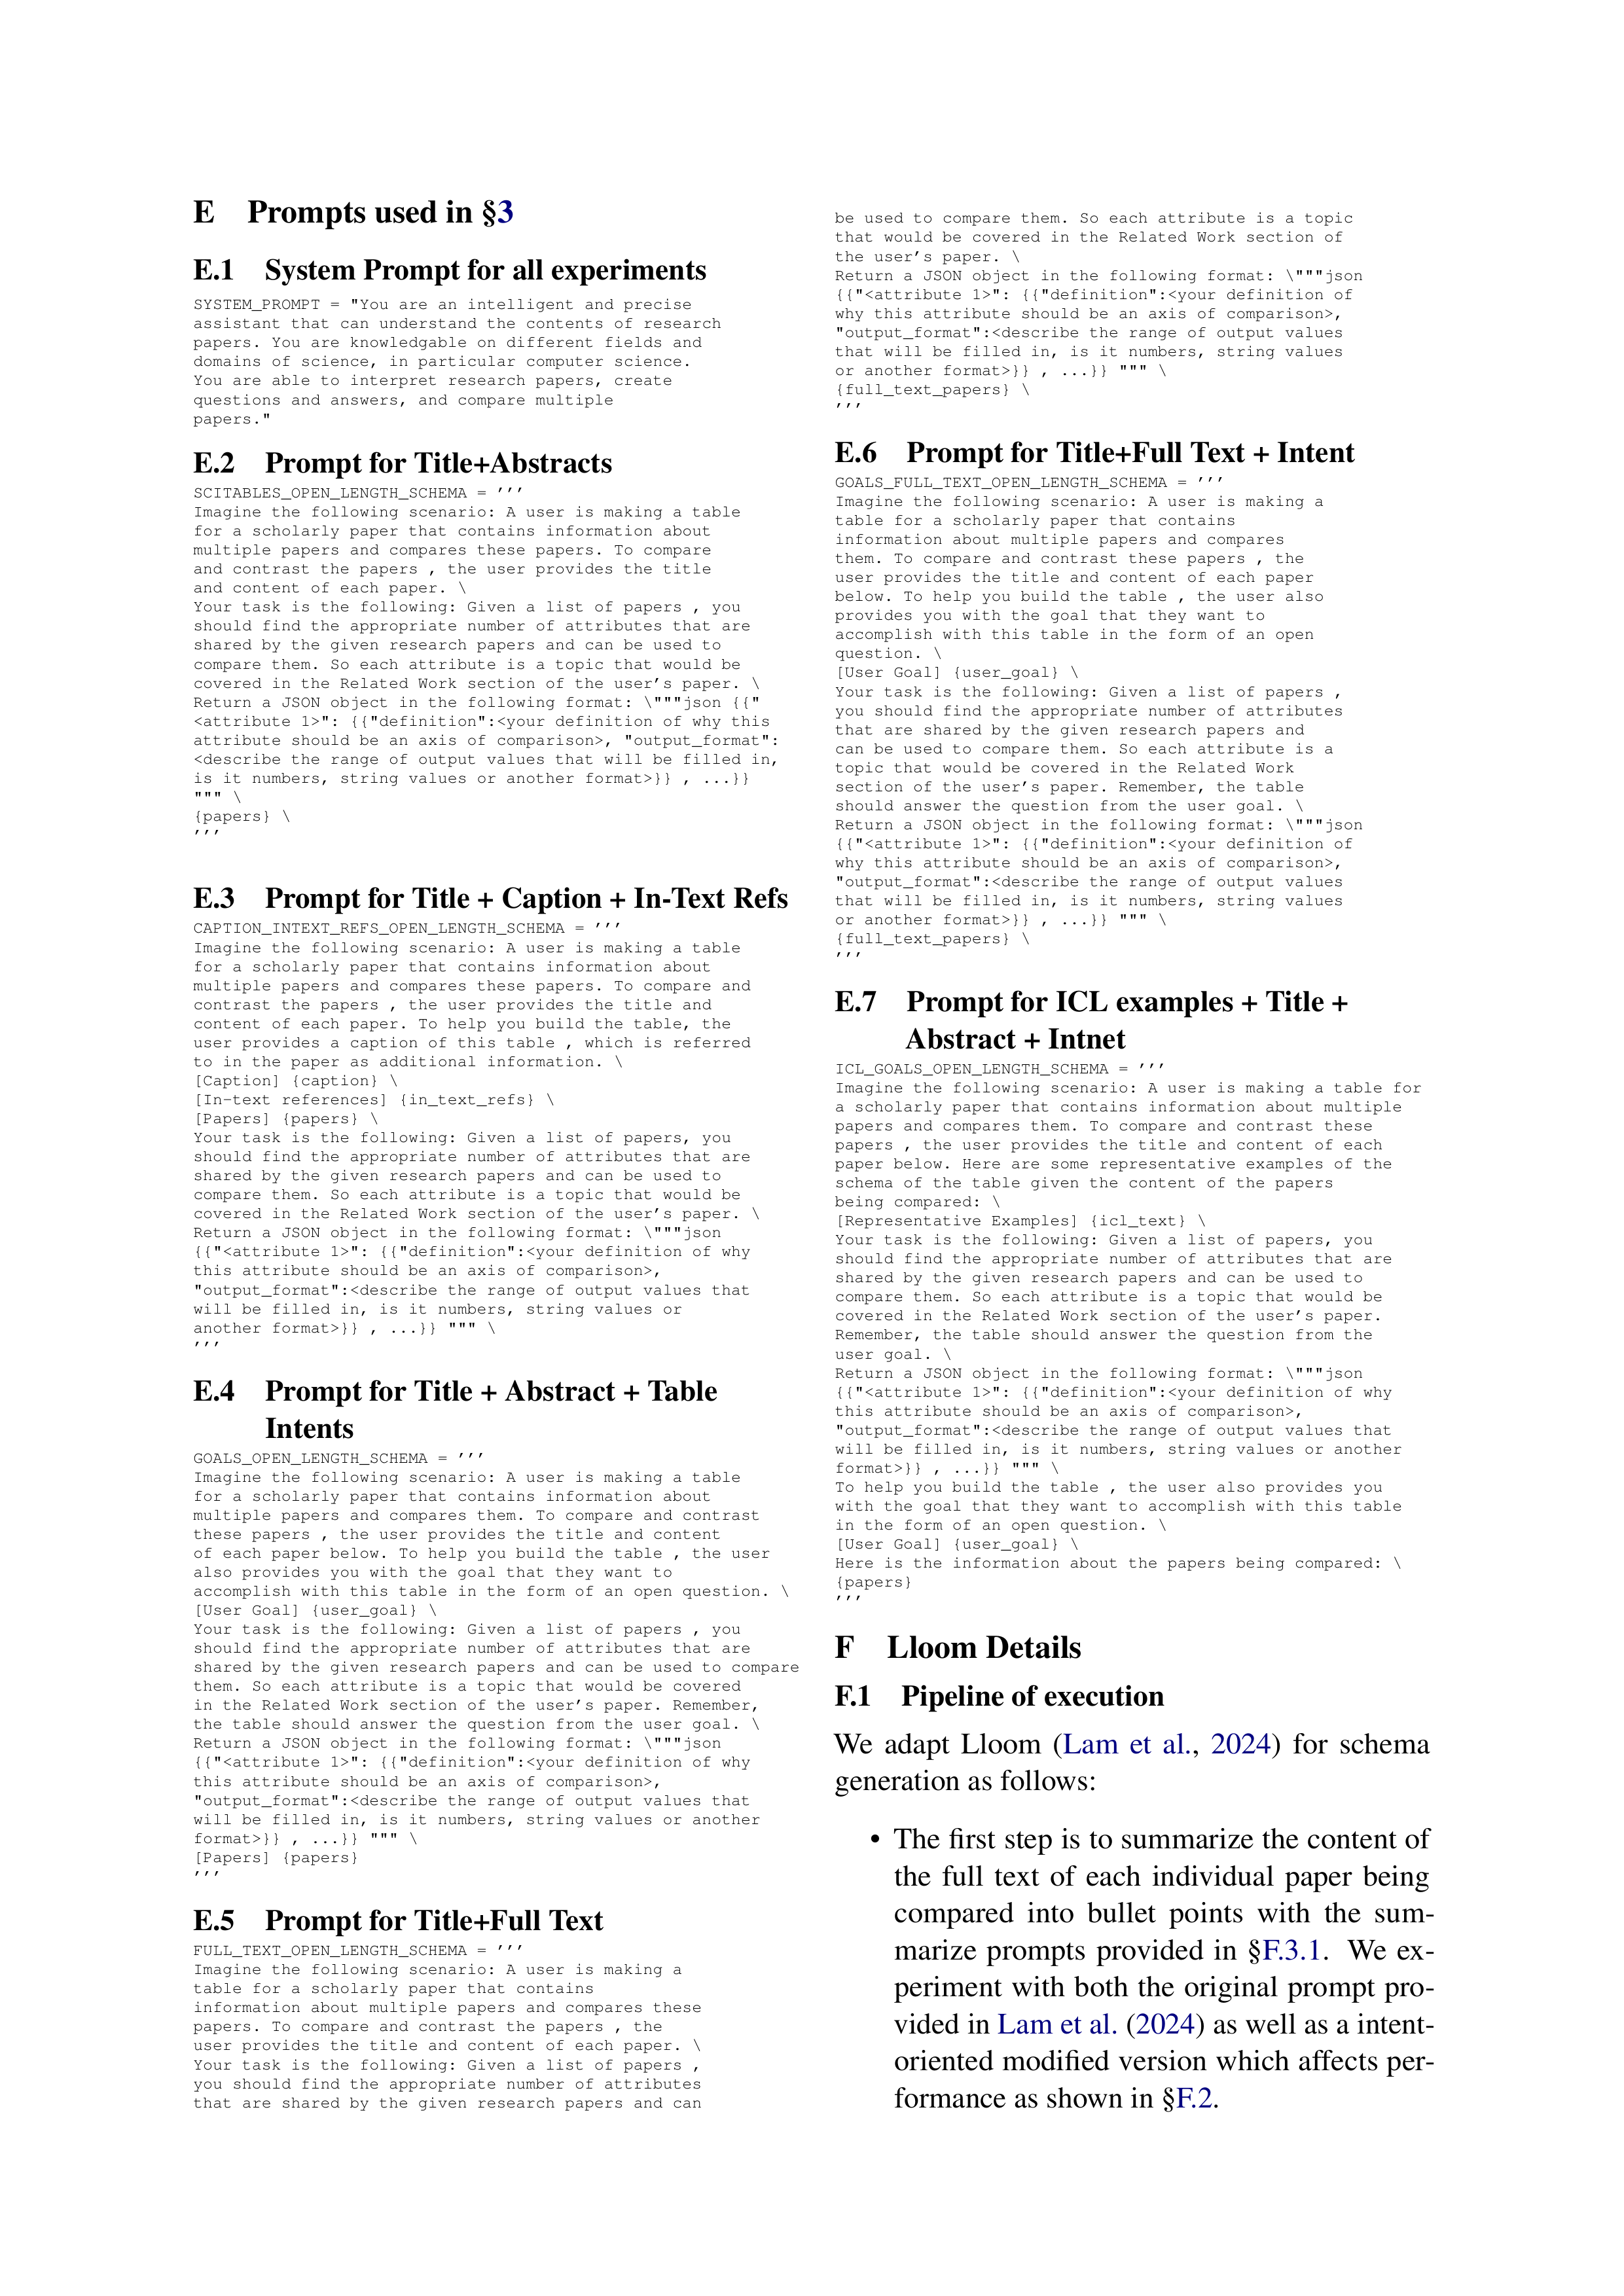 E Prompts used in §3
E.1 System Prompt for all experiments
SYSTEM_PROMPT = "You are an intelligent and precise
assistant that can understand the contents of research
papers. You are knowledgable on different fields and
domains of science, in particular computer science.
You are able to interpret research papers, create
questions and answers, and compare multiple
papers."
E.2 Prompt for Title+Abstracts
SCITABLES_OPEN_LENGTH_SCHEMA = ’’’
Imagine the following scenario: A user is making a table
for a scholarly paper that contains information about
multiple papers and compares these papers. To compare
and contrast the papers , the user provides the title
and content of each paper. \
Your task is the following: Given a list of papers , you
should find the appropriate number of attributes that are
shared by the given research papers and can be used to
compare them. So each attribute is a topic that would be
covered in the Related Work section of the user’s paper. \
Return a JSON object in the following format: \"""json {{"
<attribute 1>": {{"definition":<your definition of why this
attribute should be an axis of comparison>, "output_format":
<describe the range of output values that will be filled in,
is it numbers, string values or another format>}} , ...}}
""" \
{papers} \
’’’
E.3 Prompt for Title + Caption + In-Text Refs
CAPTION_INTEXT_REFS_OPEN_LENGTH_SCHEMA = ’’’
Imagine the following scenario: A user is making a table
for a scholarly paper that contains information about
multiple papers and compares these papers. To compare and
contrast the papers , the user provides the title and
content of each paper. To help you build the table, the
user provides a caption of this table , which is referred
to in the paper as additional information. \
[Caption] {caption} \
[In-text references] {in_text_refs} \
[Papers] {papers} \
Your task is the following: Given a list of papers, you
should find the appropriate number of attributes that are
shared by the given research papers and can be used to
compare them. So each attribute is a topic that would be
covered in the Related Work section of the user’s paper. \
Return a JSON object in the following format: \"""json
{{"<attribute 1>": {{"definition":<your definition of why
this attribute should be an axis of comparison>,
"output_format":<describe the range of output values that
will be filled in, is it numbers, string values or
another format>}} , ...}} """ \
’’’
E.4 Prompt for Title + Abstract + Table
Intents
GOALS_OPEN_LENGTH_SCHEMA = ’’’
Imagine the following scenario: A user is making a table
for a scholarly paper that contains information about
multiple papers and compares them. To compare and contrast
these papers , the user provides the title and content
of each paper below. To help you build the table , the user
also provides you with the goal that they want to
accomplish with this table in the form of an open question. \
[User Goal] {user_goal} \
Your task is the following: Given a list of papers , you
should find the appropriate number of attributes that are
shared by the given research papers and can be used to compare
them. So each attribute is a topic that would be covered
in the Related Work section of the user’s paper. Remember,
the table should answer the question from the user goal. \
Return a JSON object in the following format: \"""json
{{"<attribute 1>": {{"definition":<your definition of why
this attribute should be an axis of comparison>,
"output_format":<describe the range of output values that
will be filled in, is it numbers, string values or another
format>}} , ...}} """ \
[Papers] {papers}
’’’
E.5 Prompt for Title+Full Text
FULL_TEXT_OPEN_LENGTH_SCHEMA = ’’’
Imagine the following scenario: A user is making a
table for a scholarly paper that contains
information about multiple papers and compares these
papers. To compare and contrast the papers , the
user provides the title and content of each paper. \
Your task is the following: Given a list of papers ,
you should find the appropriate number of attributes
that are shared by the given research papers and can
be used to compare them. So each attribute is a topic
that would be covered in the Related Work section of
the user’s paper. \
Return a JSON object in the following format: \"""json
{{"<attribute 1>": {{"definition":<your definition of
why this attribute should be an axis of comparison>,
"output_format":<describe the range of output values
that will be filled in, is it numbers, string values
or another format>}} , ...}} """ \
{full_text_papers} \
’’’
E.6 Prompt for Title+Full Text + Intent
GOALS_FULL_TEXT_OPEN_LENGTH_SCHEMA = ’’’
Imagine the following scenario: A user is making a
table for a scholarly paper that contains
information about multiple papers and compares
them. To compare and contrast these papers , the
user provides the title and content of each paper
below. To help you build the table , the user also
provides you with the goal that they want to
accomplish with this table in the form of an open
question. \
[User Goal] {user_goal} \
Your task is the following: Given a list of papers ,
you should find the appropriate number of attributes
that are shared by the given research papers and
can be used to compare them. So each attribute is a
topic that would be covered in the Related Work
section of the user’s paper. Remember, the table
should answer the question from the user goal. \
Return a JSON object in the following format: \"""json
{{"<attribute 1>": {{"definition":<your definition of
why this attribute should be an axis of comparison>,
"output_format":<describe the range of output values
that will be filled in, is it numbers, string values
or another format>}} , ...}} """ \
{full_text_papers} \
’’’
E.7 Prompt for ICL examples + Title +
Abstract + Intnet
ICL_GOALS_OPEN_LENGTH_SCHEMA = ’’’
Imagine the following scenario: A user is making a table for
a scholarly paper that contains information about multiple
papers and compares them. To compare and contrast these
papers , the user provides the title and content of each
paper below. Here are some representative examples of the
schema of the table given the content of the papers
being compared: \
[Representative Examples] {icl_text} \
Your task is the following: Given a list of papers, you
should find the appropriate number of attributes that are
shared by the given research papers and can be used to
compare them. So each attribute is a topic that would be
covered in the Related Work section of the user’s paper.
Remember, the table should answer the question from the
user goal. \
Return a JSON object in the following format: \"""json
{{"<attribute 1>": {{"definition":<your definition of why
this attribute should be an axis of comparison>,
"output_format":<describe the range of output values that
will be filled in, is it numbers, string values or another
format>}} , ...}} """ \
To help you build the table , the user also provides you
with the goal that they want to accomplish with this table
in the form of an open question. \
[User Goal] {user_goal} \
Here is the information about the papers being compared: \
{papers}
’’’
F Lloom Details
F.1 Pipeline of execution
We adapt Lloom (Lam et al., 2024) for schema
generation as follows:
• The first step is to summarize the content of
the full text of each individual paper being
compared into bullet points with the sum-
marize prompts provided in §F.3.1. We ex-
periment with both the original prompt pro-
vided in Lam et al. (2024) as well as a intent-
oriented modified version which affects per-
formance as shown in §F.2.